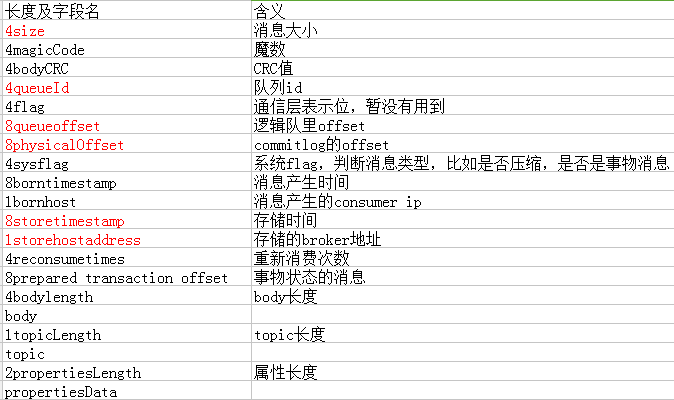 长度及字段名 含义
4size 消息大小
4magicCode 魔数
4bodyCRC CRC值
4queueId 队列id
4flag 通信层表示位，暂没有用到
8queueoffset 逻辑队里offset
8physicalOffset commitlog的offset
4sysflag 系统flag，判断消息类型，比如是否压缩，是否是事物消息
8borntimestamp 消息产生时间
1bornhost 消息产生的consumer ip
8storetimestamp 存储时间
1storehostaddress 存储的broker地址
4reconsumetimes 重新消费次数
8prepared transaction offset 事物状态的消息
4bodylength body长度
body
1topicLength topic长度
topic
2propertiesLength 属性长度
propertiesData